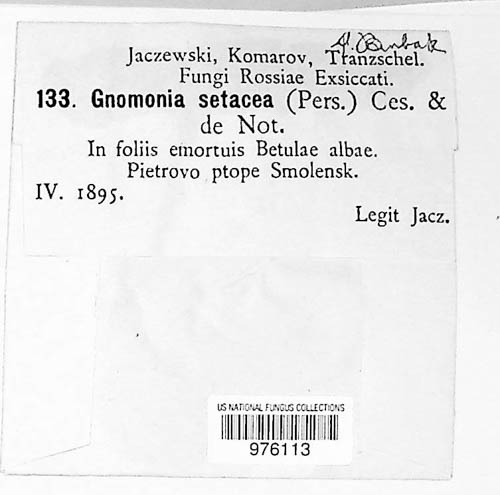 Jaczewski, Komarov, Tranzschel.
Fungi Rossiae Exsiccati.
133. Gnomonia setacea (Pers.) Ces. &
de Not.
In foliis emortuis Betulae albae.
Pietrovo ptope Smolensk.
IV. 1895.
Legit Jacz.
US NATIONAL FUNGUS COLLECTIONS
976113